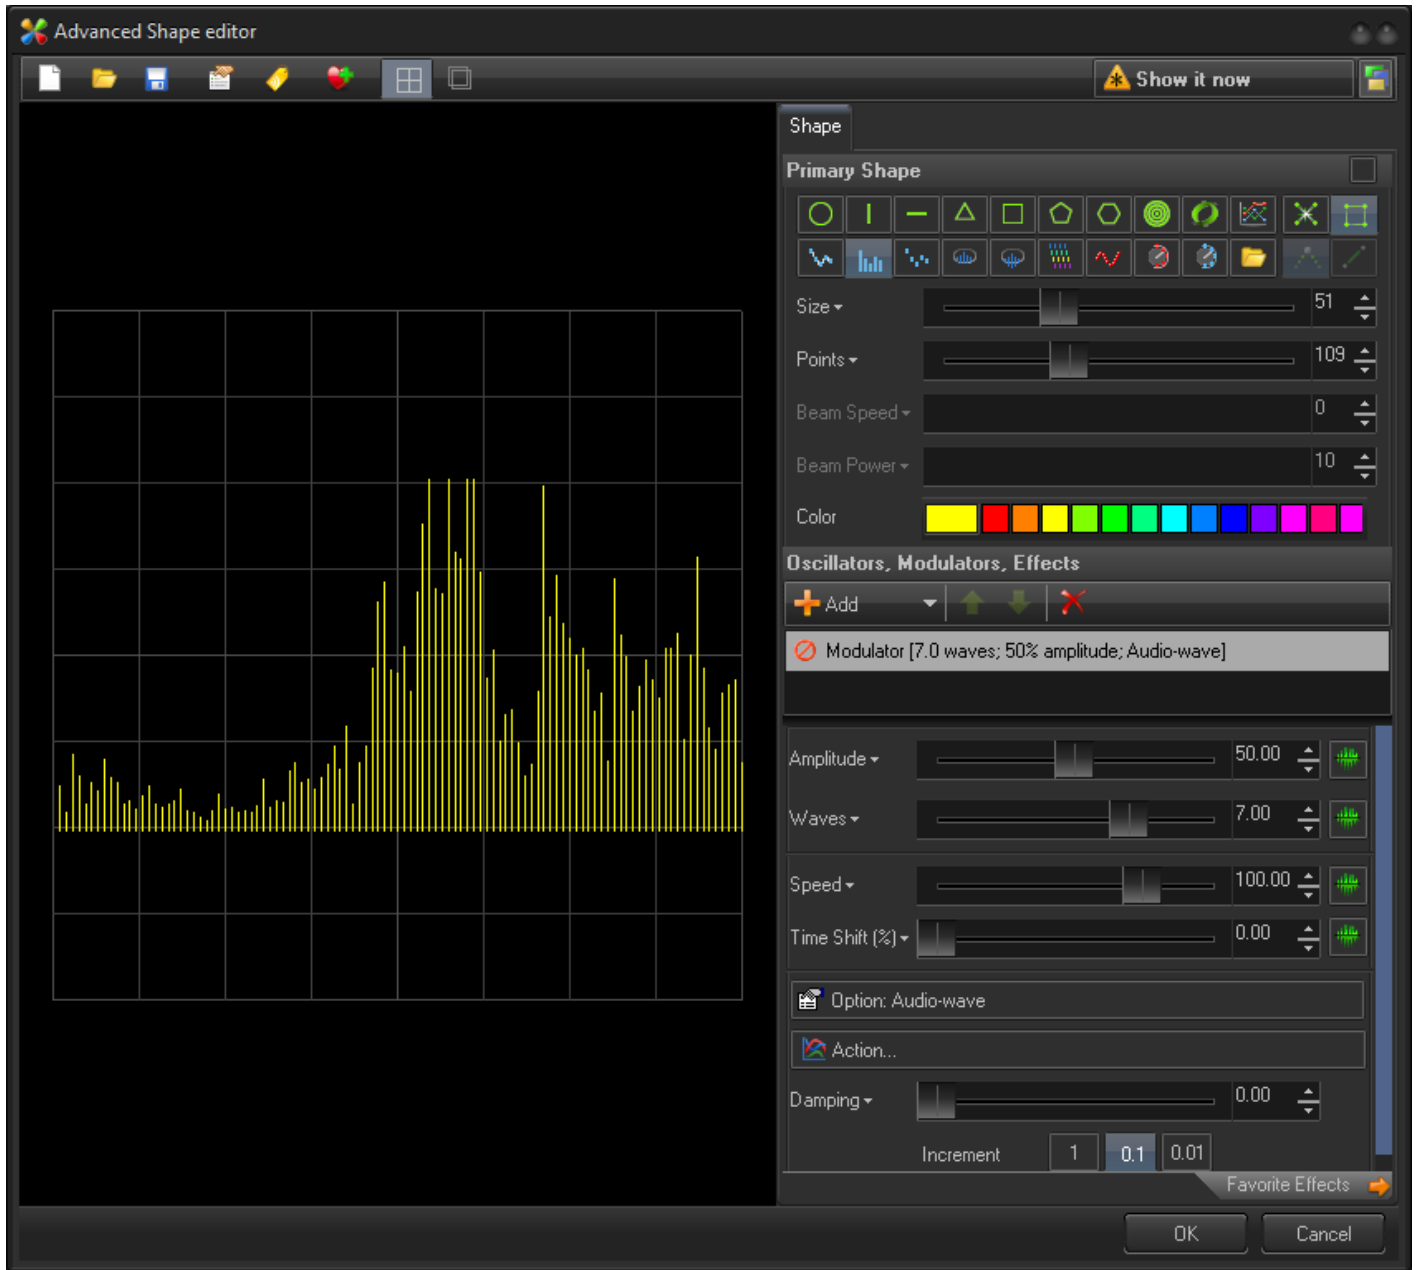 Advanced Shape editor
Show it now
Shape
Primary Shape
Size 51
Points 109
Beam Speed 0
Beam Power 10
Color
Oscillators, Modulators, Effects
Add
Modulator [7.0 waves; 50% amplitude; Audio-wave]
Amplitude 50.00
Waves 7.00
Speed 100.00
Time Shift (%) 0.00
Option: Audio-wave
Action...
Damping 0.00
Increment 1 0.1 0.01
Favorite Effects
OK Cancel